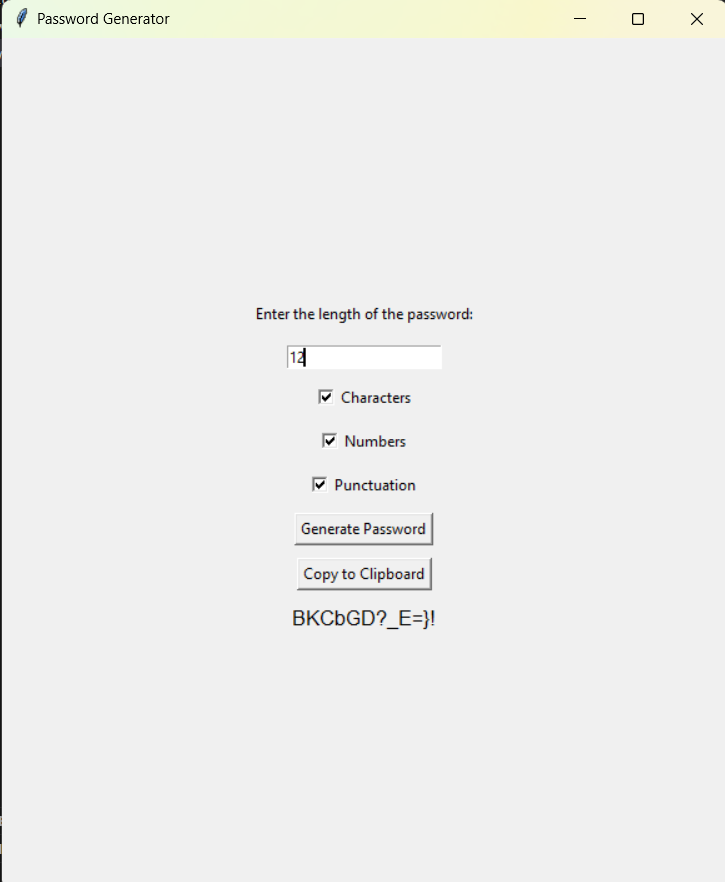 Password Generator
Enter the length of the password:
12
Characters
Numbers
Punctuation
Generate Password
Copy to Clipboard
BKCbGD?_E=}!